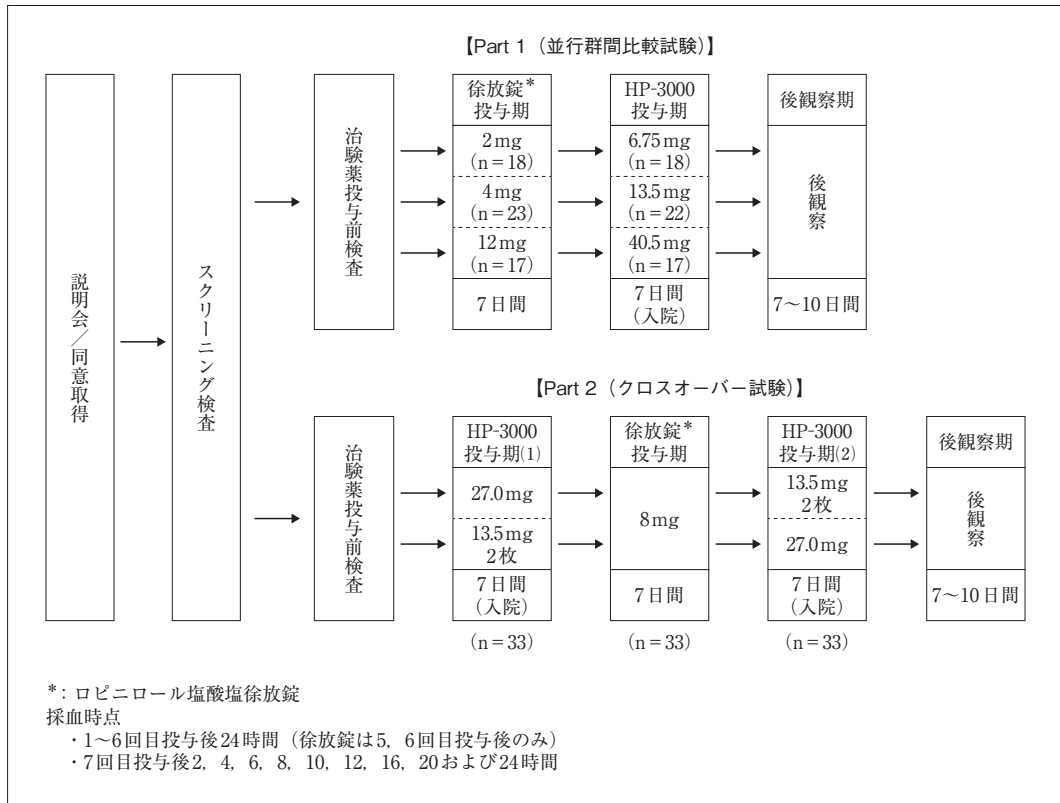 【Part 1（並行群間比較試験）】
説明会／同意取得
スクリーニング検査
治験薬投与前検査
徐放錠*
投与期
2mg
(n＝18)
4mg
(n＝23)
12mg
(n＝17)
7日間
HP-3000
投与期
6.75mg
(n＝18)
13.5mg
(n＝22)
40.5mg
(n＝17)
7日間
(入院)
後観察期
後観察
7～10日間
【Part 2（クロスオーバー試験）】
治験薬投与前検査
HP-3000
投与期(1)
27.0mg
13.5mg
2枚
7日間
(入院)
(n＝33)
徐放錠*
投与期
8mg
7日間
(n＝33)
HP-3000
投与期(2)
13.5mg
2枚
27.0mg
7日間
(入院)
(n＝33)
後観察期
後観察
7～10日間
*：ロピニロール塩酸塩徐放錠
採血時点
・1～6回目投与後24時間（徐放錠は5，6回目投与後のみ）
・7回目投与後2，4，6，8，10，12，16，20および24時間